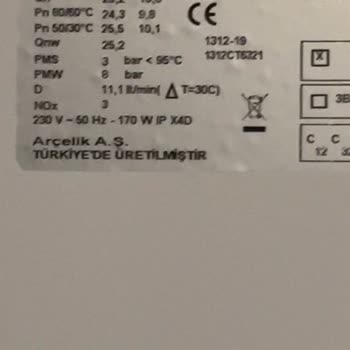 Pn 80/60°C 24,3 9,8
Pn 50/30°C 25,5 10,1
Qnw 25,2
1312-19
PMS 3 bar < 95°C
1312CT6321
X
PMW 8 bar
D 11,1 lt/min( Δ T=30C)
NOx 3
230 V – 50 Hz - 170 W IP X4D
Arçelik A.Ş.
TÜRKİYE'DE ÜRETİLMİŞTİR
CE
C12 C